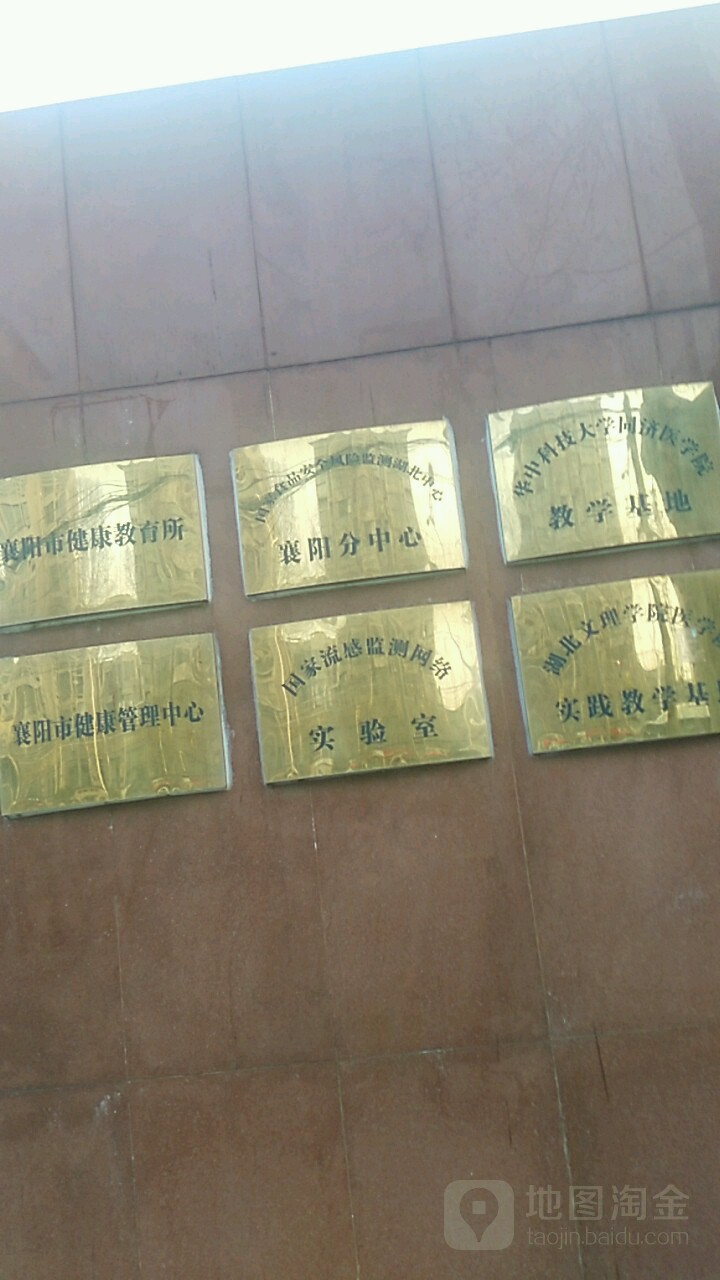 襄阳市健康教育所
国家食品安全风险监测湖北中心
襄阳分中心
华中科技大学同济医学院
教学基地
襄阳市健康管理中心
国家流感监测网络
实验室
湖北文理学院医学
实践教学基
地图淘金
taojin.baidu.com